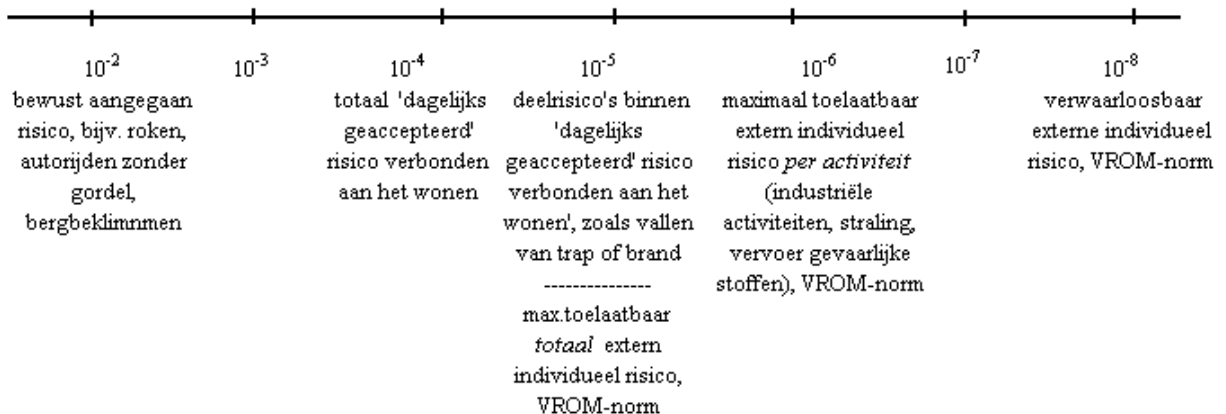 10-2
bewust aangegaan
risico, bijv. roken,
autorijden zonder
gordel,
bergbeklimnmen
10-3
10-4
totaal 'dagelijks
geaccepteerd'
risico verbonden
aan het wonen
10-5
deelrisico's binnen
'dagelijks
geaccepteerd' risico
verbonden aan het
wonen', zoals vallen
van trap of brand
---------------
max.toelaatbaar
totaal extern
individueel risico,
VROM-norm
10-6
maximaal toelaatbaar
extern individueel
risico per activiteit
(industriële
activiteiten, straling,
vervoer gevaarlijke
stoffen), VROM-norm
10-7
10-8
verwaarloosbaar
externe individueel
risico, VROM-norm